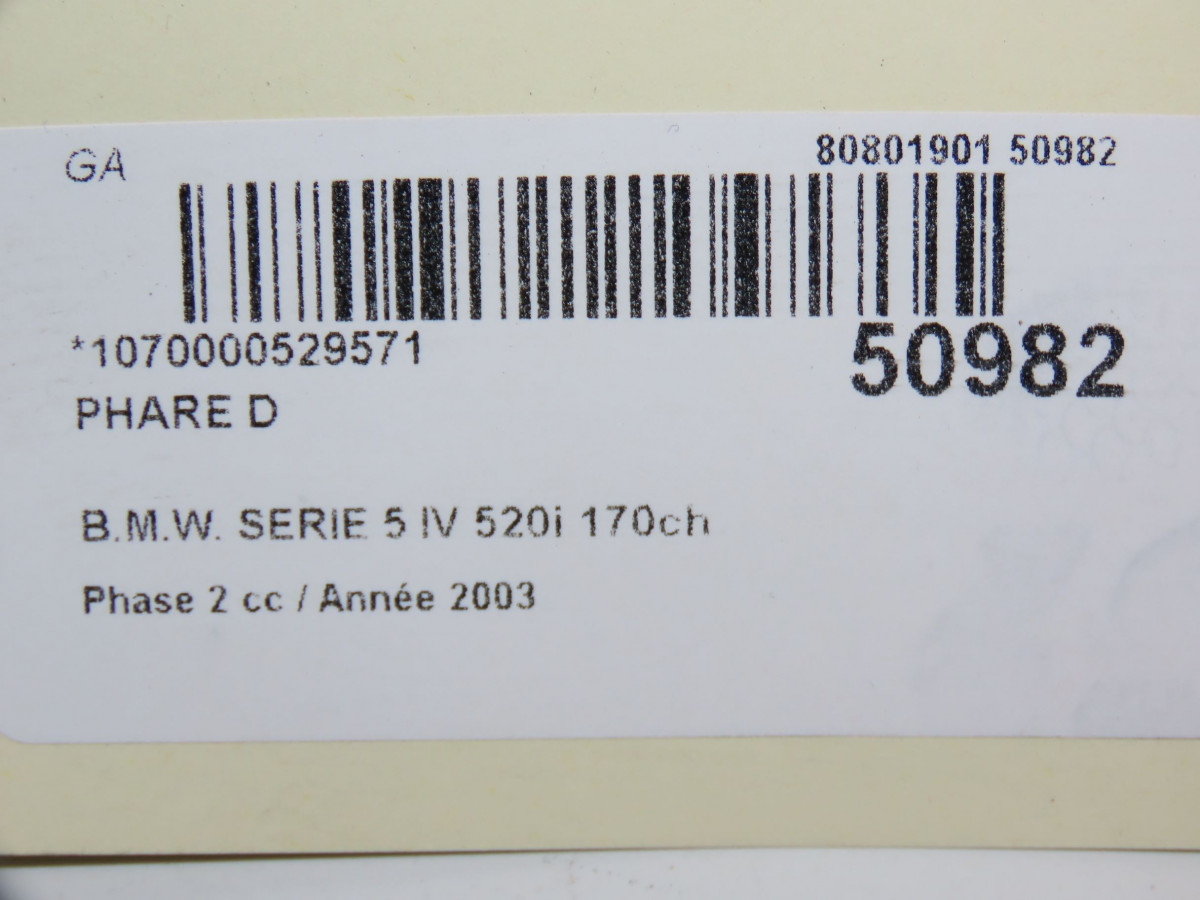 GA
80801901 50982
*1070000529571
50982
PHARE D
B.M.W. SERIE 5 IV 520i 170ch
Phase 2 cc / Année 2003